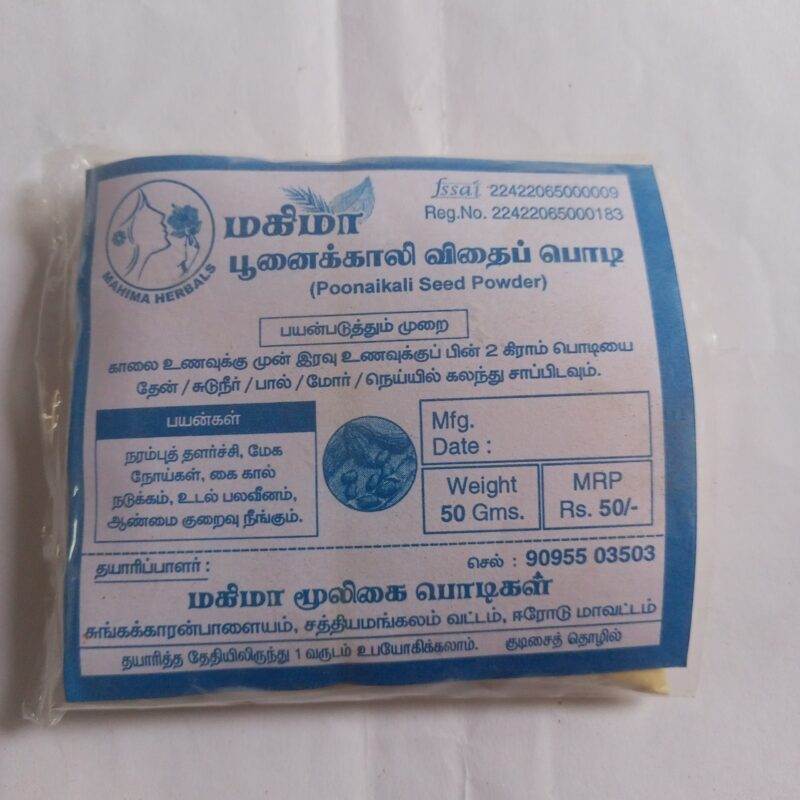 fssai 22422065000009
Reg.No. 22422065000183
MAHIMA HERBALS
மகிமா
பூனைக்காலி விதைப் பொடி
(Poonaikali Seed Powder)
பயன்படுத்தும் முறை
காலை உணவுக்கு முன் இரவு உணவுக்குப் பின் 2 கிராம் பொடியை
தேன் / சுடுநீர் / பால் / மோர் / நெய்யில் கலந்து சாப்பிடவும்.
பயன்கள்
நரம்புத் தளர்ச்சி, மேக
நோய்கள், கை கால்
நடுக்கம், உடல் பலவீனம்,
ஆண்மை குறைவு நீங்கும்.
Mfg.
Date :
Weight
50 Gms.
MRP
Rs. 50/-
தயாரிப்பாளர் :
செல் : 90955 03503
மகிமா மூலிகை பொடிகள்
சுங்கக்காரன்பாளையம், சத்தியமங்கலம் வட்டம், ஈரோடு மாவட்டம்
தயாரித்த தேதியிலிருந்து 1 வருடம் உபயோகிக்கலாம். குடிசைத் தொழில்